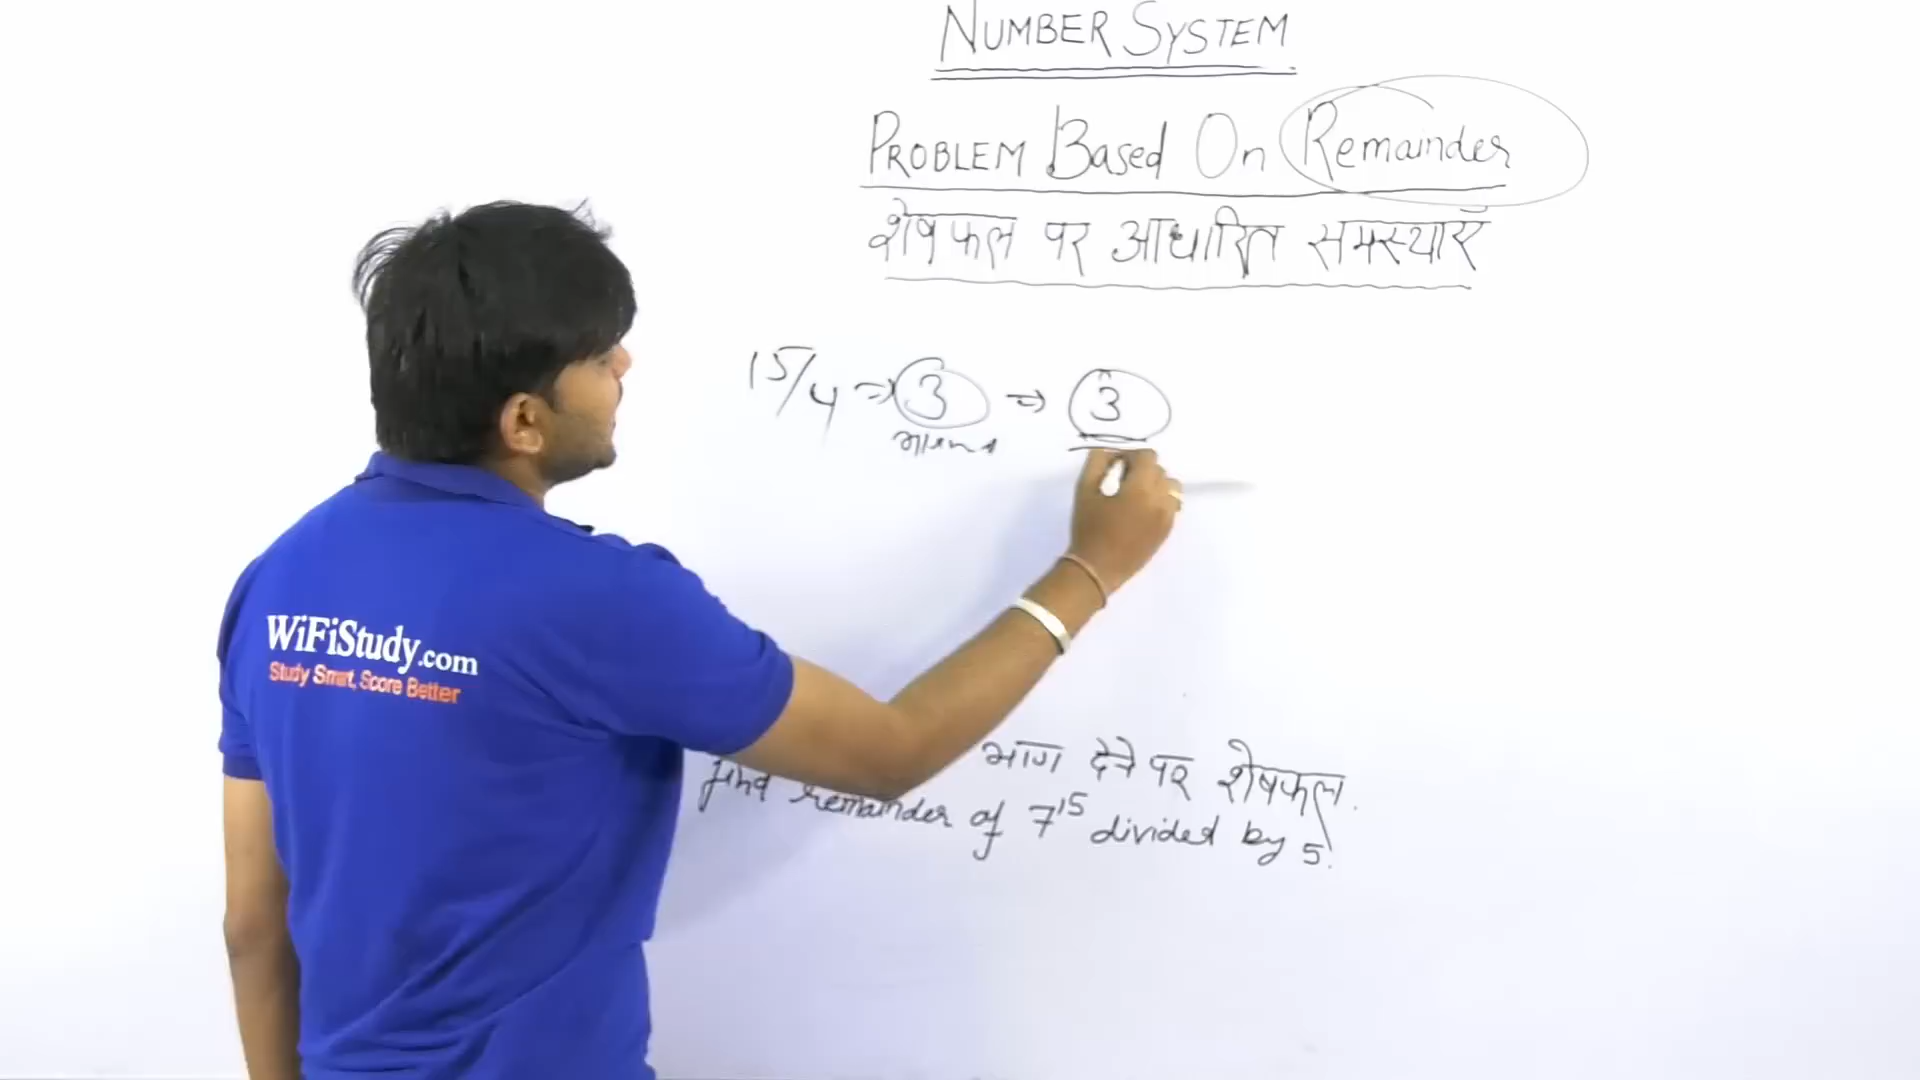 NUMBER SYSTEM
PROBLEM Based On Remainder
शेषफल पर आधारित समस्याएँ
15/4 => 3 => 3
भाग देने पर शेषफल.
find remainder of 7^15 divided by 5.
WiFiStudy.com
Study Smart, Score Better